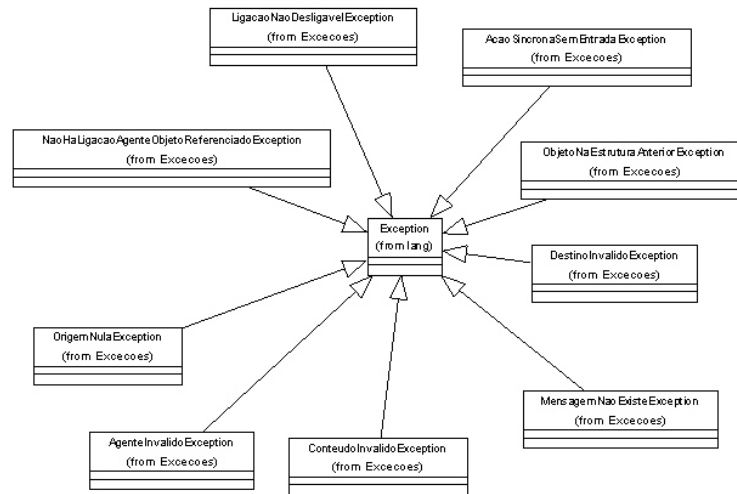 LigacaoNaoDesligavelException
(from Excecoes)
AcaoSincronaSemEntradaException
(from Excecoes)
NaoHaLigacaoAgenteObjetoReferenciadoException
(from Excecoes)
ObjetoNaEstruturaAnteriorException
(from Excecoes)
Exception
(from lang)
DestinoInvalidoException
(from Excecoes)
OrigemNulaException
(from Excecoes)
MensagemNaoExisteException
(from Excecoes)
AgenteInvalidoException
(from Excecoes)
ConteudoInvalidoException
(from Excecoes)